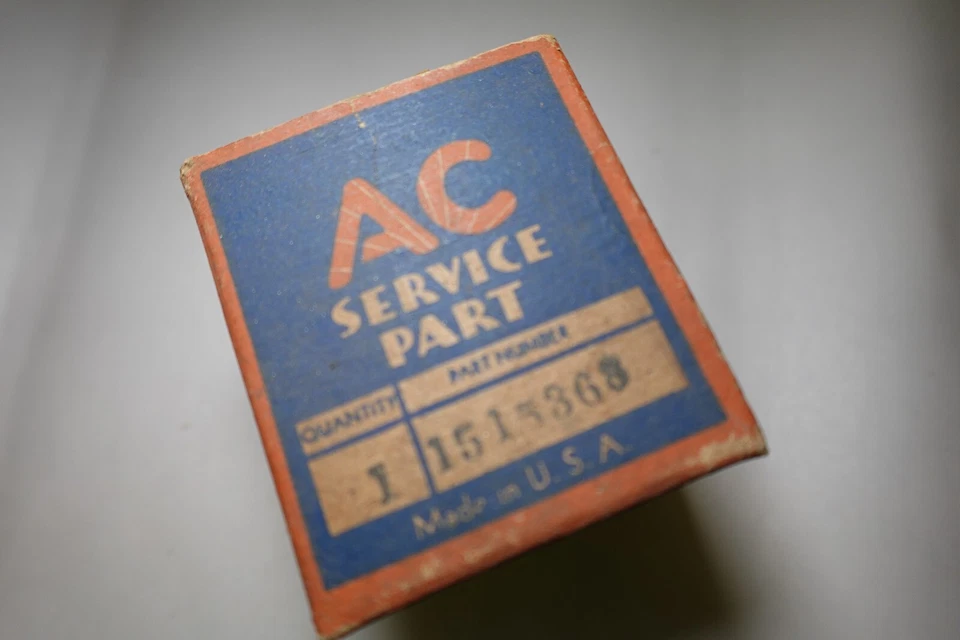 AC
SERVICE
PART
QUANTITY PART NUMBER
1 1515368
Made in U.S.A.